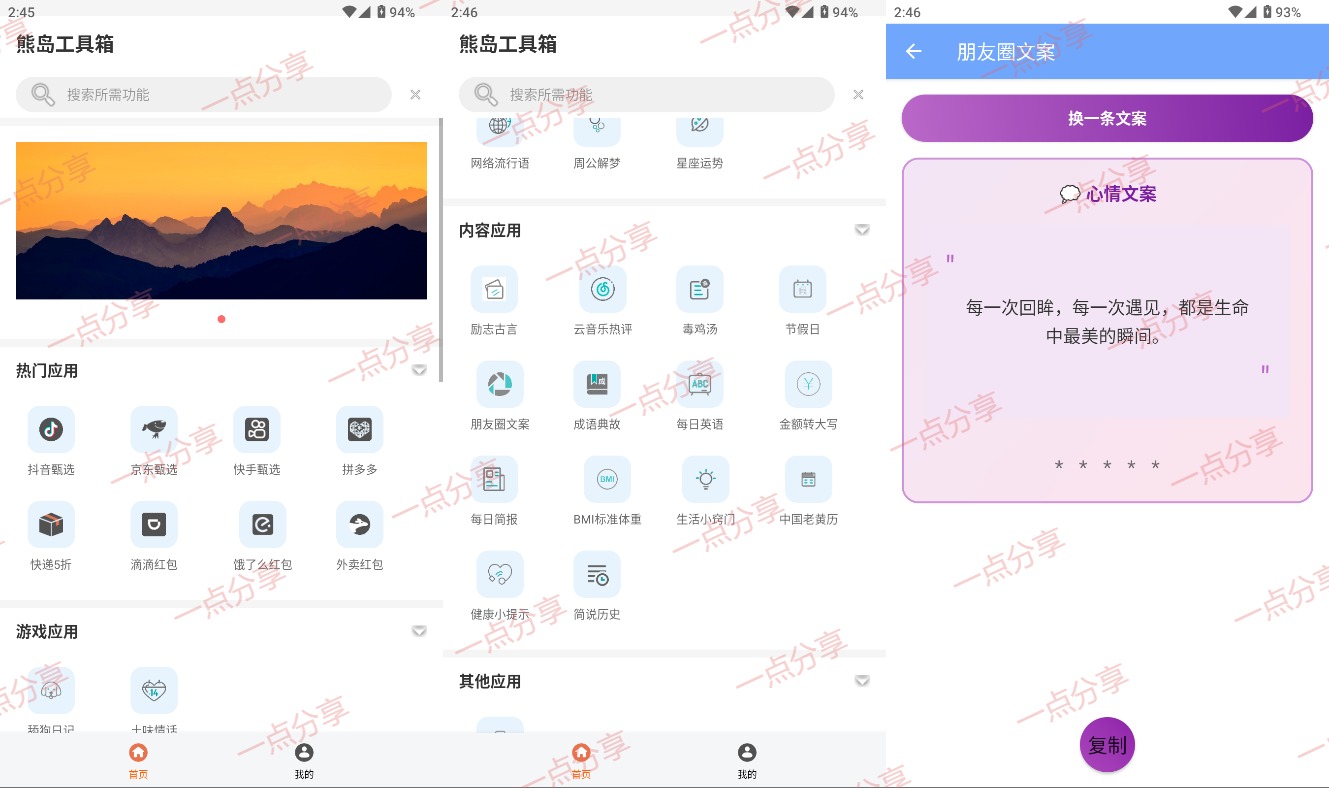 2:45
94%
熊岛工具箱
搜索所需功能
热门应用
抖音甄选
京东甄选
快手甄选
拼多多
快递5折
滴滴红包
饿了么红包
外卖红包
游戏应用
舔狗日记
土味情话
首页
我的
2:46
94%
熊岛工具箱
搜索所需功能
网络流行语
周公解梦
星座运势
内容应用
励志古言
云音乐热评
毒鸡汤
节假日
朋友圈文案
成语典故
ABC
每日英语
金额转大写
每日简报
BMI
BMI标准体重
生活小窍门
中国老黄历
健康小提示
简说历史
其他应用
首页
我的
2:46
93%
朋友圈文案
换一条文案
💭 心情文案
"
每一次回眸，每一次遇见，都是生命
中最美的瞬间。
"
* * * * *
复制
一点分享